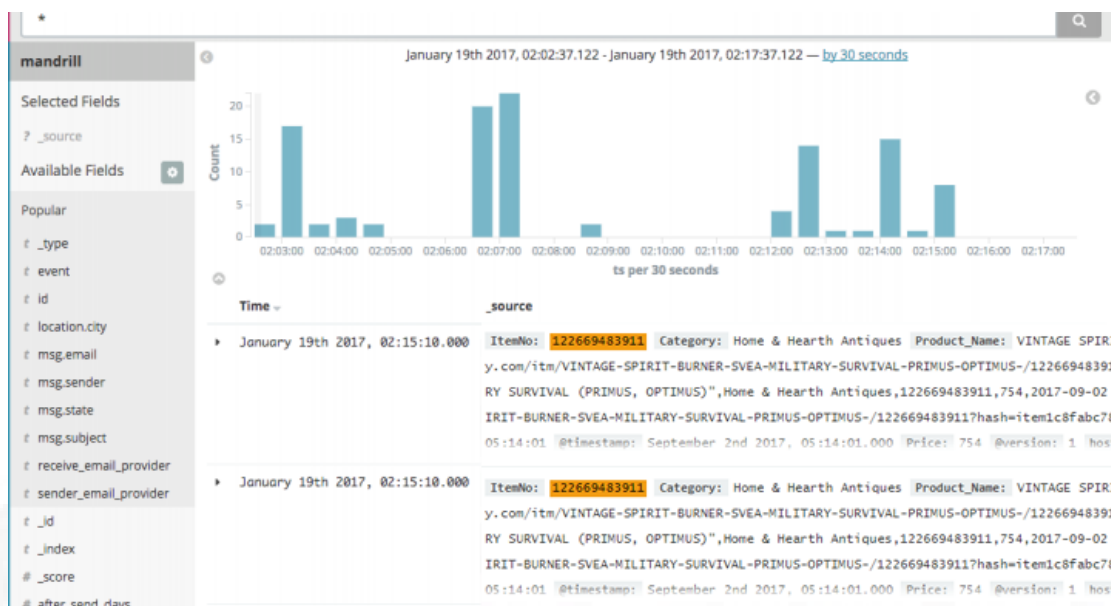 *
mandrill
January 19th 2017, 02:02:37.122 - January 19th 2017, 02:17:37.122 — by 30 seconds
Selected Fields
? _source
Available Fields
Popular
t _type
t event
t id
t location.city
t msg.email
t msg.sender
t msg.state
t msg.subject
t receive_email_provider
t sender_email_provider
t _id
t _index
# _score
# after_send_days
Count
20
15
10
5
0
02:03:00 02:04:00 02:05:00 02:06:00 02:07:00 02:08:00 02:09:00 02:10:00 02:11:00 02:12:00 02:13:00 02:14:00 02:15:00 02:16:00 02:17:00
ts per 30 seconds
Time _source
January 19th 2017, 02:15:10.000 ItemNo: 122669483911 Category: Home & Hearth Antiques Product_Name: VINTAGE SPIR
y.com/itm/VINTAGE-SPIRIT-BURNER-SVEA-MILITARY-SURVIVAL-PRIMUS-OPTIMUS-/12266948391
RY SURVIVAL (PRIMUS, OPTIMUS)",Home & Hearth Antiques,122669483911,754,2017-09-02
IRIT-BURNER-SVEA-MILITARY-SURVIVAL-PRIMUS-OPTIMUS-/122669483911?hash=item1c8fabc78
05:14:01 @timestamp: September 2nd 2017, 05:14:01.000 Price: 754 @version: 1 hos
January 19th 2017, 02:15:10.000 ItemNo: 122669483911 Category: Home & Hearth Antiques Product_Name: VINTAGE SPIR
y.com/itm/VINTAGE-SPIRIT-BURNER-SVEA-MILITARY-SURVIVAL-PRIMUS-OPTIMUS-/12266948391
RY SURVIVAL (PRIMUS, OPTIMUS)",Home & Hearth Antiques,122669483911,754,2017-09-02
IRIT-BURNER-SVEA-MILITARY-SURVIVAL-PRIMUS-OPTIMUS-/122669483911?hash=item1c8fabc78
05:14:01 @timestamp: September 2nd 2017, 05:14:01.000 Price: 754 @version: 1 hos